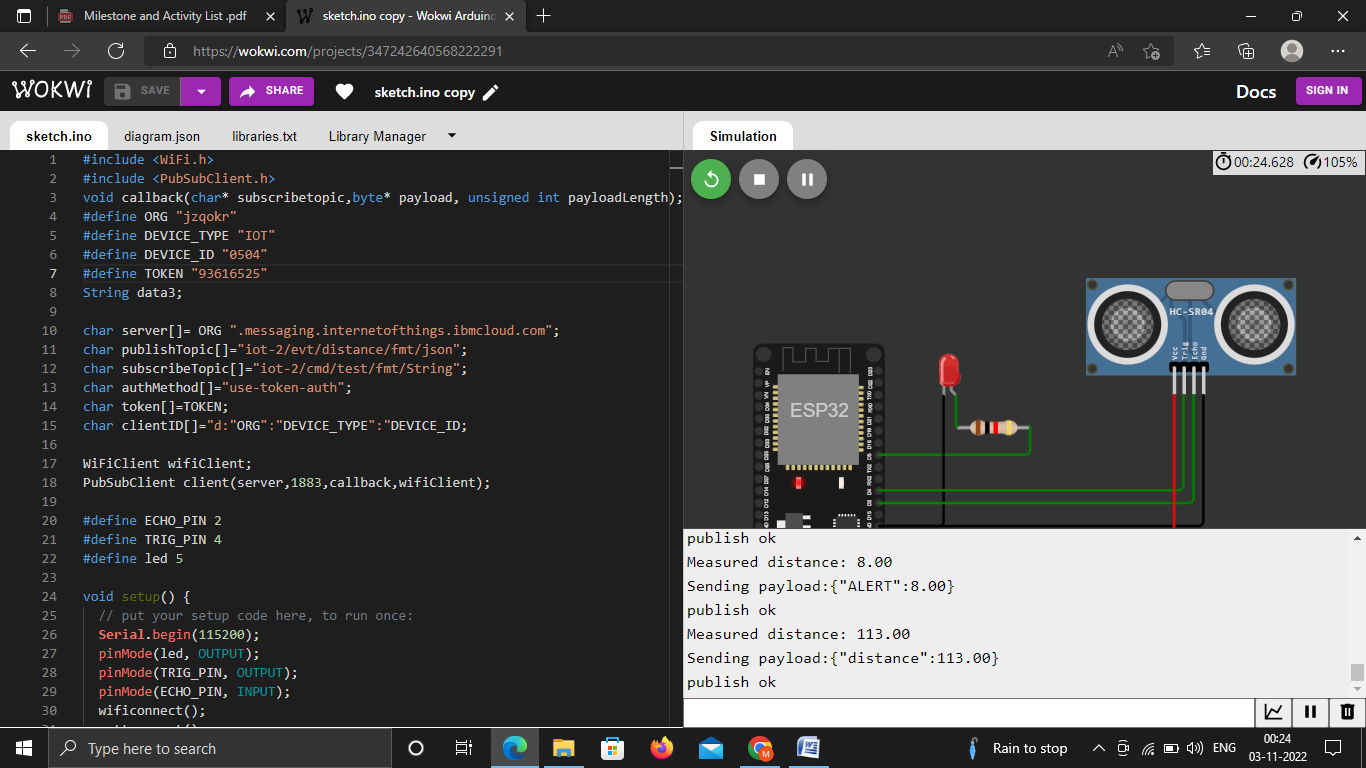 Milestone and Activity List .pdf
sketch.ino copy - Wokwi Arduino
https://wokwi.com/projects/347242640568222291
WOKWI
SAVE
SHARE
sketch.ino copy
Docs
SIGN IN
sketch.ino
diagram.json
libraries.txt
Library Manager
1 #include <WiFi.h>
2 #include <PubSubClient.h>
3 void callback(char* subscribetopic,byte* payload, unsigned int payloadLength);
4 #define ORG "jzqokr"
5 #define DEVICE_TYPE "IOT"
6 #define DEVICE_ID "0504"
7 #define TOKEN "93616525"
8 String data3;
9
10 char server[]= ORG ".messaging.internetofthings.ibmcloud.com";
11 char publishTopic[]="iot-2/evt/distance/fmt/json";
12 char subscribeTopic[]="iot-2/cmd/test/fmt/String";
13 char authMethod[]="use-token-auth";
14 char token[]=TOKEN;
15 char clientID[]="d:"ORG":"DEVICE_TYPE":"DEVICE_ID;
16
17 WiFiClient wifiClient;
18 PubSubClient client(server,1883,callback,wifiClient);
19
20 #define ECHO_PIN 2
21 #define TRIG_PIN 4
22 #define led 5
23
24 void setup() {
25 // put your setup code here, to run once:
26 Serial.begin(115200);
27 pinMode(led, OUTPUT);
28 pinMode(TRIG_PIN, OUTPUT);
29 pinMode(ECHO_PIN, INPUT);
30 wificonnect();
Simulation
00:24.628
105%
HC-SR04
Vcc
Trig
Echo
Gnd
ESP32
publish ok
Measured distance: 8.00
Sending payload:{"ALERT":8.00}
publish ok
Measured distance: 113.00
Sending payload:{"distance":113.00}
publish ok
Type here to search
Rain to stop
ENG
00:24
03-11-2022